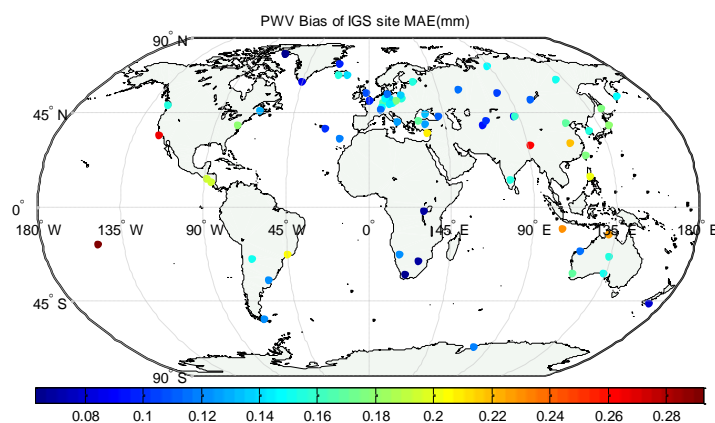 PWV Bias of IGS site MAE(mm)
90° N
45° N
0°
180° W 135° W 90° W 45° W 0° 45° E 90° E 135° E 180° E
45° S
90° S
0.08 0.1 0.12 0.14 0.16 0.18 0.2 0.22 0.24 0.26 0.28